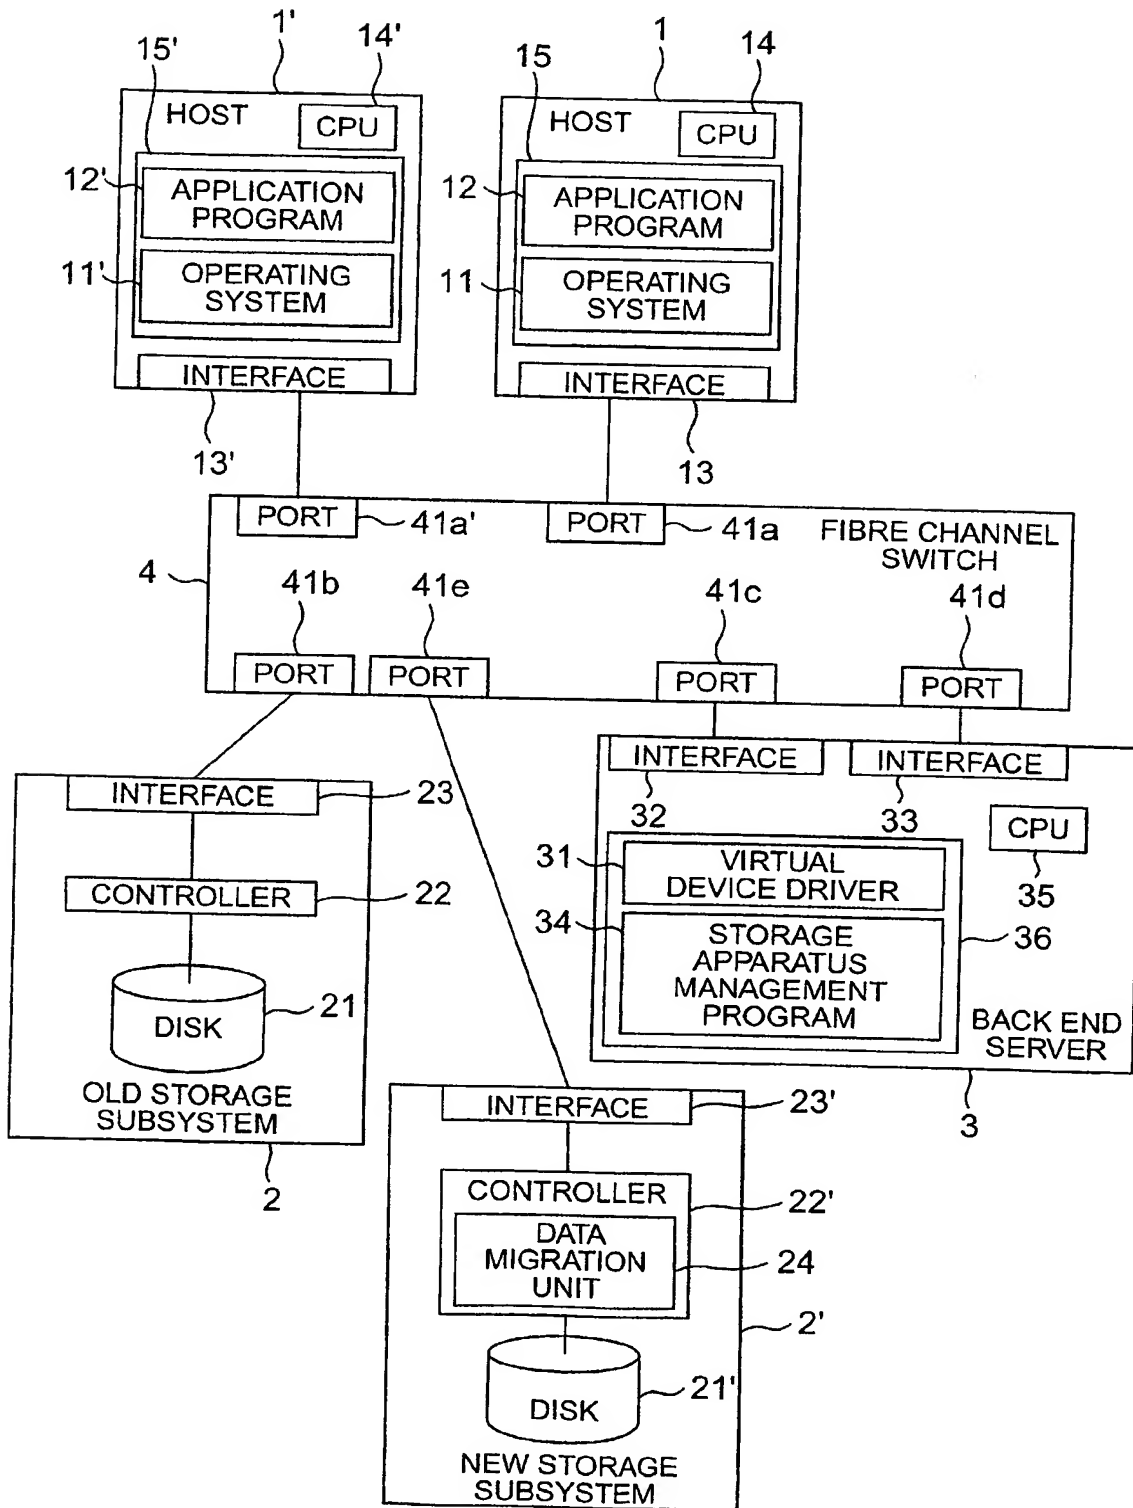 1'
14'
1
14
15'
15
HOST
CPU
HOST
CPU
12'
APPLICATION
PROGRAM
12
APPLICATION
PROGRAM
11'
OPERATING
SYSTEM
11
OPERATING
SYSTEM
INTERFACE
INTERFACE
13'
13
PORT
41a'
PORT
41a
FIBRE CHANNEL
SWITCH
4
41b
41e
41c
41d
PORT
PORT
PORT
PORT
INTERFACE
23
INTERFACE
INTERFACE
32
33
CPU
35
31
VIRTUAL
DEVICE DRIVER
CONTROLLER
22
34
STORAGE
APPARATUS
MANAGEMENT
PROGRAM
36
DISK
21
BACK END
SERVER
3
OLD STORAGE
SUBSYSTEM
2
INTERFACE
23'
CONTROLLER
22'
DATA
MIGRATION
UNIT
24
2'
DISK
21'
NEW STORAGE
SUBSYSTEM